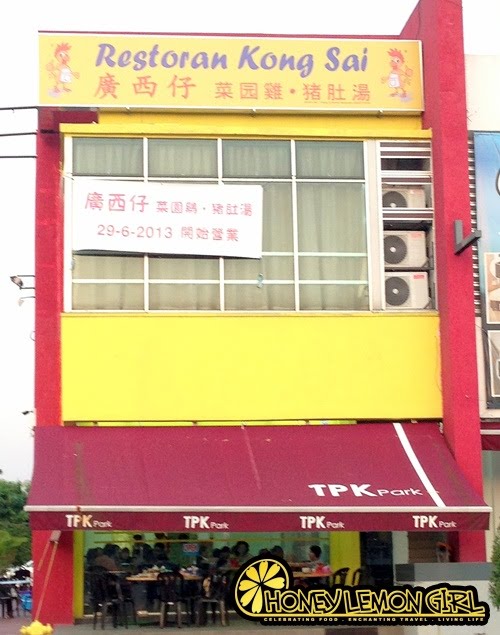 Restoran Kong Sai
廣西仔 菜园雞·猪肚湯
廣西仔 菜园鸡·猪肚湯
29-6-2013 開始營業
TPK Park
TPK Park TPK Park TPK Park TPK Park
HONEY LEMON GIRL
CELEBRATING FOOD . ENCHANTING TRAVEL . LIVING LIFE